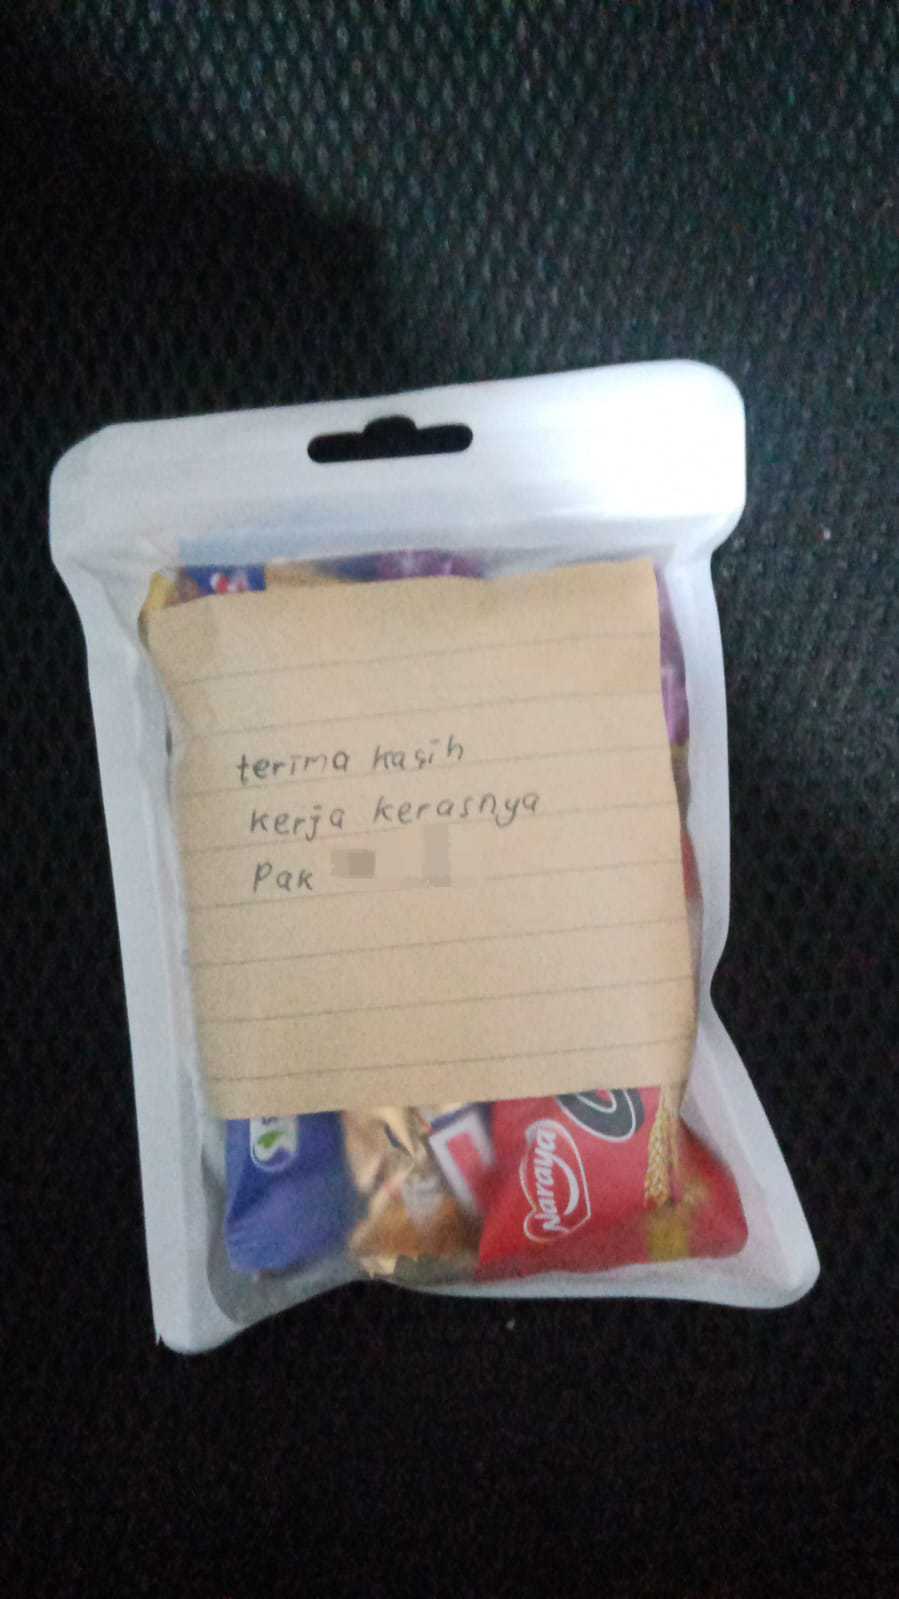 terima kasih
kerja kerasnya
Pak
Naraya